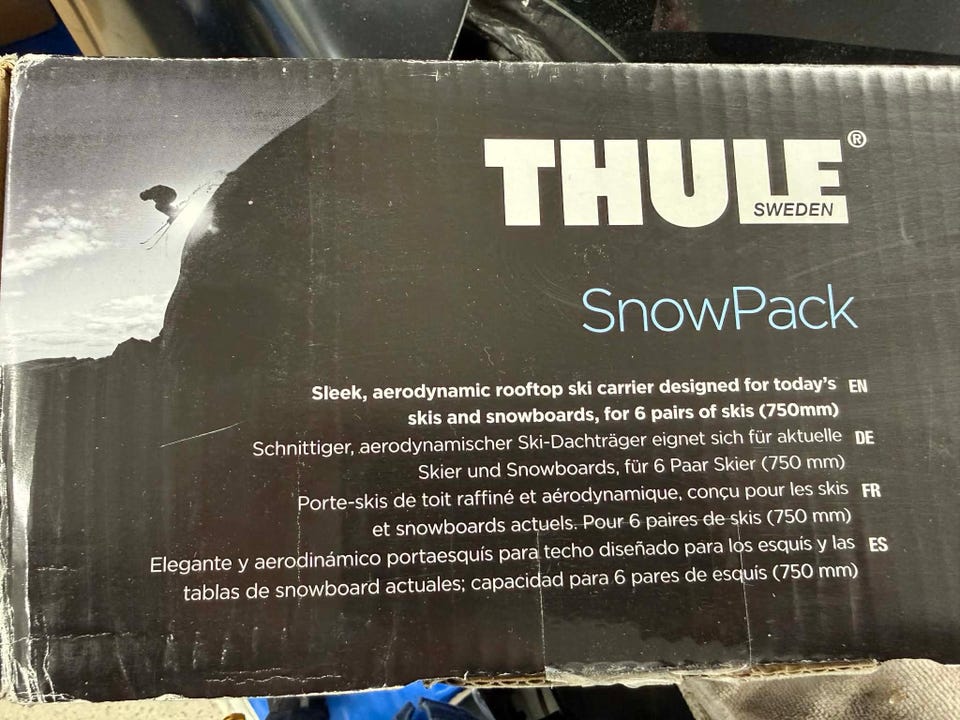 THULE®
SWEDEN
SnowPack
Sleek, aerodynamic rooftop ski carrier designed for today's EN
skis and snowboards, for 6 pairs of skis (750mm)
Schnittiger, aerodynamischer Ski-Dachträger eignet sich für aktuelle DE
Skier und Snowboards, für 6 Paar Skier (750 mm)
Porte-skis de toit raffiné et aérodynamique, conçu pour les skis FR
et snowboards actuels. Pour 6 paires de skis (750 mm)
Elegante y aerodinámico portaesquís para techo diseñado para los esquís y las ES
tablas de snowboard actuales; capacidad para 6 pares de esquís (750 mm)